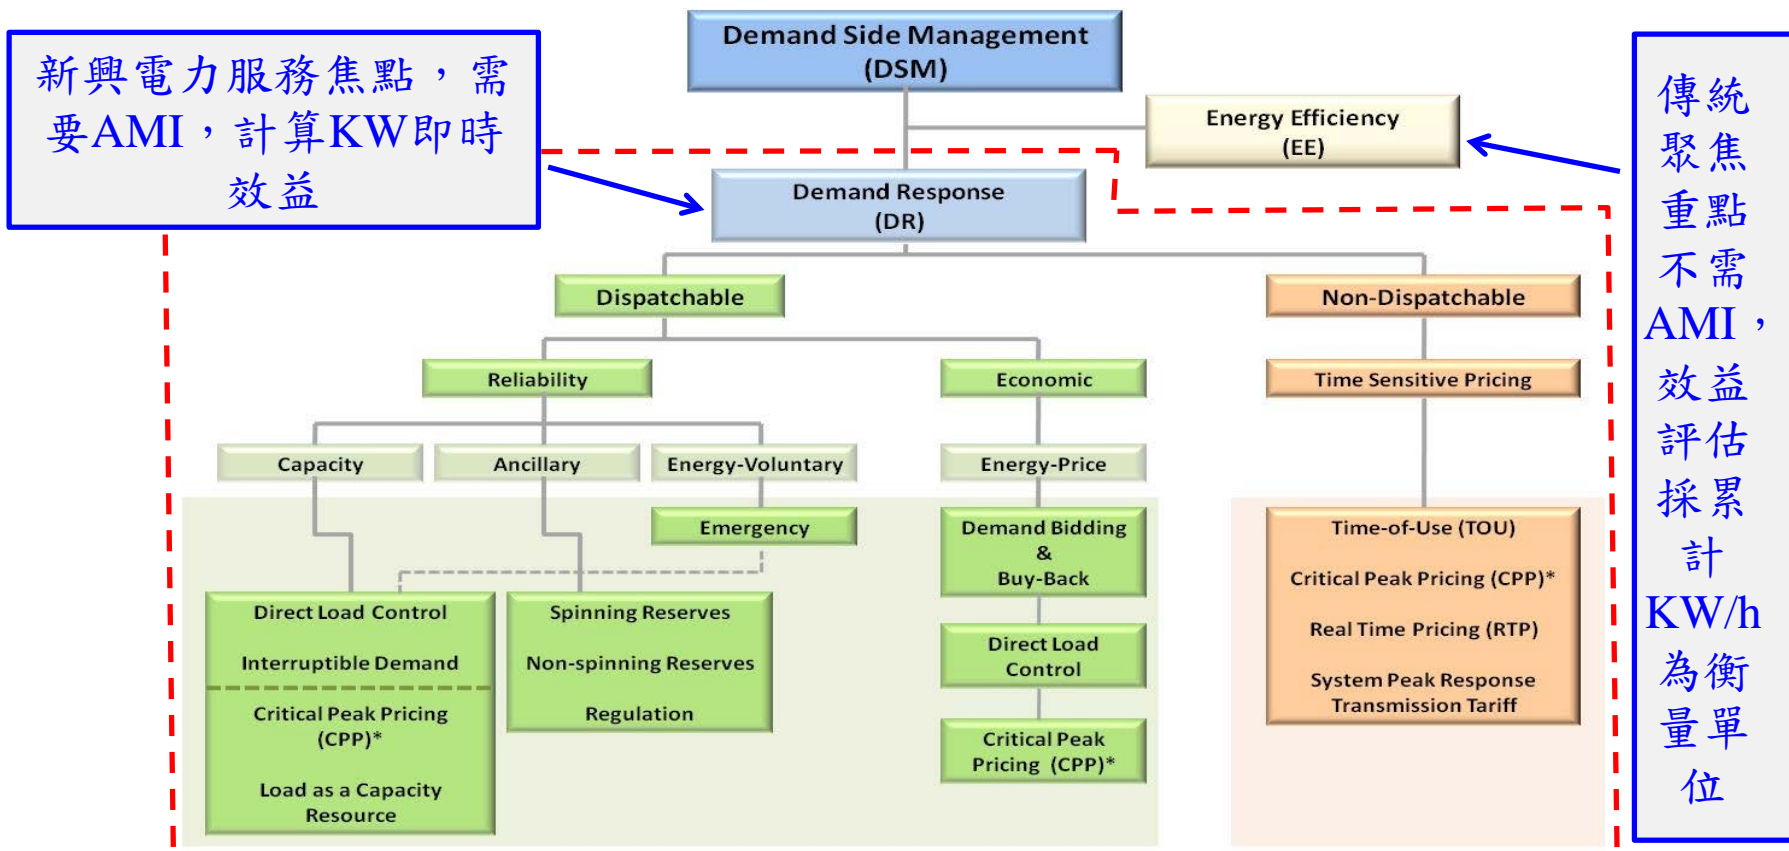 Demand Side Management
(DSM)
新興電力服務焦點，需
要AMI，計算KW即時
效益
Energy Efficiency
(EE)
傳統
聚焦
重點
不需
AMI，
效益
評估
採累
計
KW/h
為衡
量單
位
Demand Response
(DR)
Dispatchable
Non-Dispatchable
Reliability
Economic
Time Sensitive Pricing
Capacity
Ancillary
Energy-Voluntary
Energy-Price
Emergency
Demand Bidding
&
Buy-Back
Direct Load
Control
Critical Peak
Pricing (CPP)*
Direct Load Control
Interruptible Demand
Critical Peak Pricing
(CPP)*
Load as a Capacity
Resource
Spinning Reserves
Non-spinning Reserves
Regulation
Time-of-Use (TOU)
Critical Peak Pricing (CPP)*
Real Time Pricing (RTP)
System Peak Response
Transmission Tariff